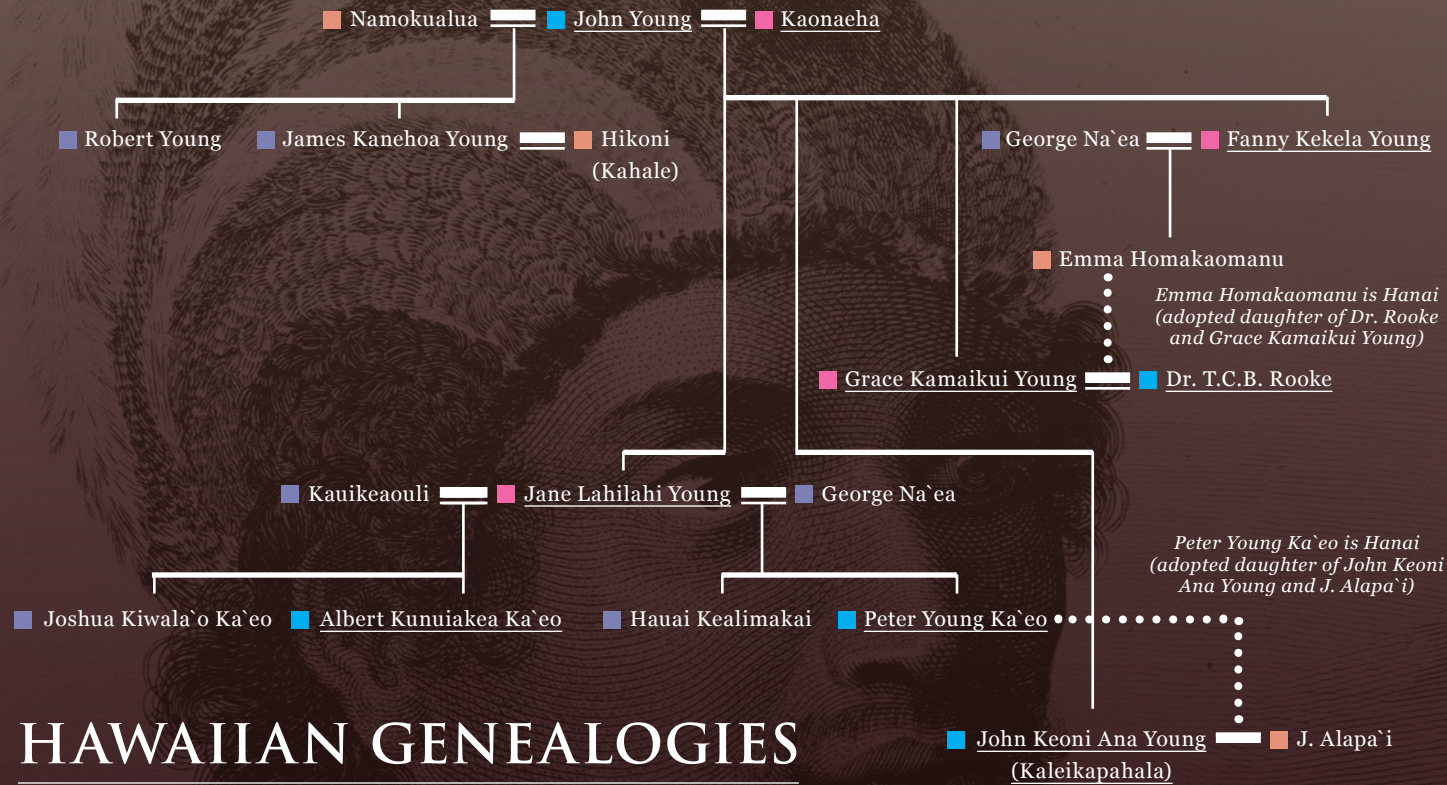 Namokualua John Young Kaonaeha
Robert Young James Kanehoa Young Hikoni
(Kahale)
George Na`ea Fanny Kekela Young
Emma Homakaomanu
Emma Homakaomanu is Hanai
(adopted daughter of Dr. Rooke
and Grace Kamaikui Young)
Grace Kamaikui Young Dr. T.C.B. Rooke
Kauikeaouli Jane Lahilahi Young George Na`ea
Peter Young Ka`eo is Hanai
(adopted daughter of John Keoni
Ana Young and J. Alapa`i)
Joshua Kiwala`o Ka`eo Albert Kunuiakea Ka`eo Hauai Kealimakai Peter Young Ka`eo
John Keoni Ana Young J. Alapa`i
(Kaleikapahala)
HAWAIIAN GENEALOGIES